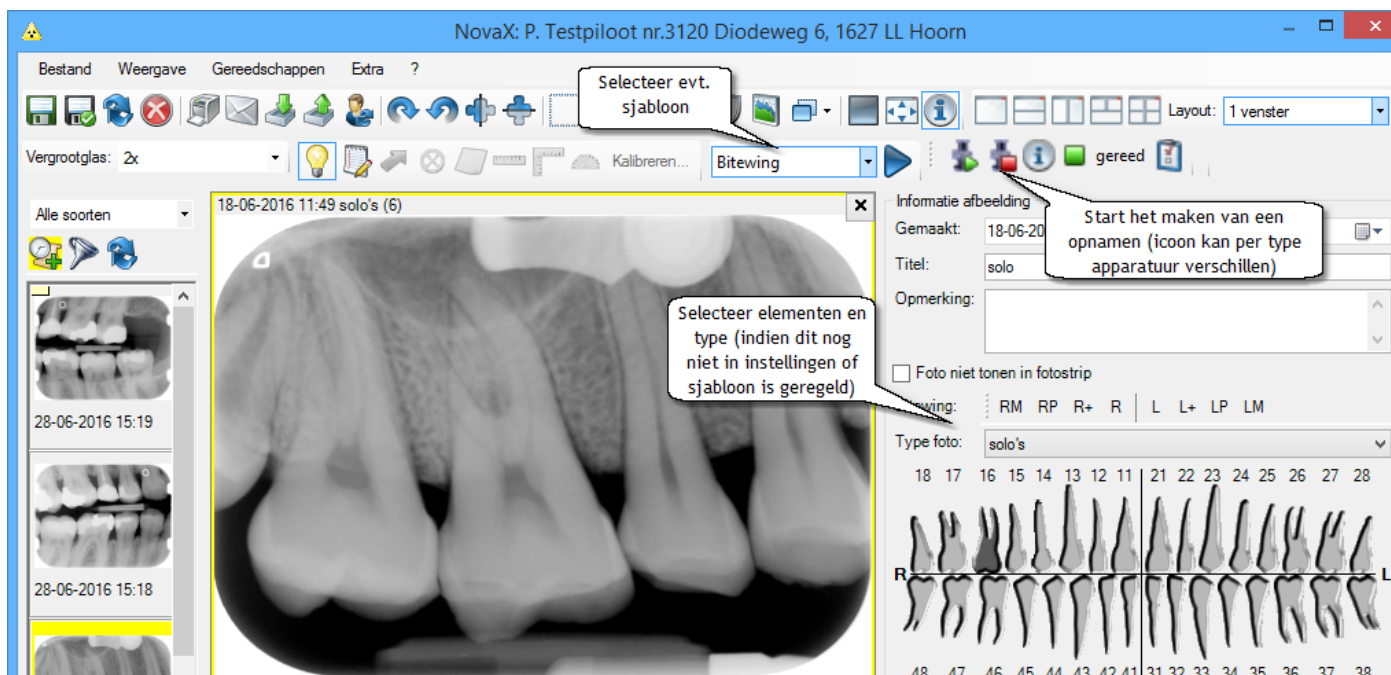 NovaX: P. Testpiloot nr.3120 Diodeweg 6, 1627 LL Hoorn
Bestand Weergave Gereedschappen Extra ?
Selecteer evt.
sjabloon
Layout: 1 venster
Vergrootglas: 2x
Kalibreren...
Bitewing
gereed
Alle soorten
18-06-2016 11:49 solo's (6)
28-06-2016 15:19
28-06-2016 15:18
Informatie afbeelding
Gemaakt: 18-06-20
Start het maken van een
opnamen (icoon kan per type
apparatuur verschillen)
Titel: solo
Opmerking:
Selecteer elementen en
type (indien dit nog
niet in instellingen of
sjabloon is geregeld)
Foto niet tonen in fotostrip
RM RP R+ R L L+ LP LM
Type foto: solo's
18 17 16 15 14 13 12 11 21 22 23 24 25 26 27 28
R L
48 47 46 45 44 43 42 41 31 32 33 34 35 36 37 38